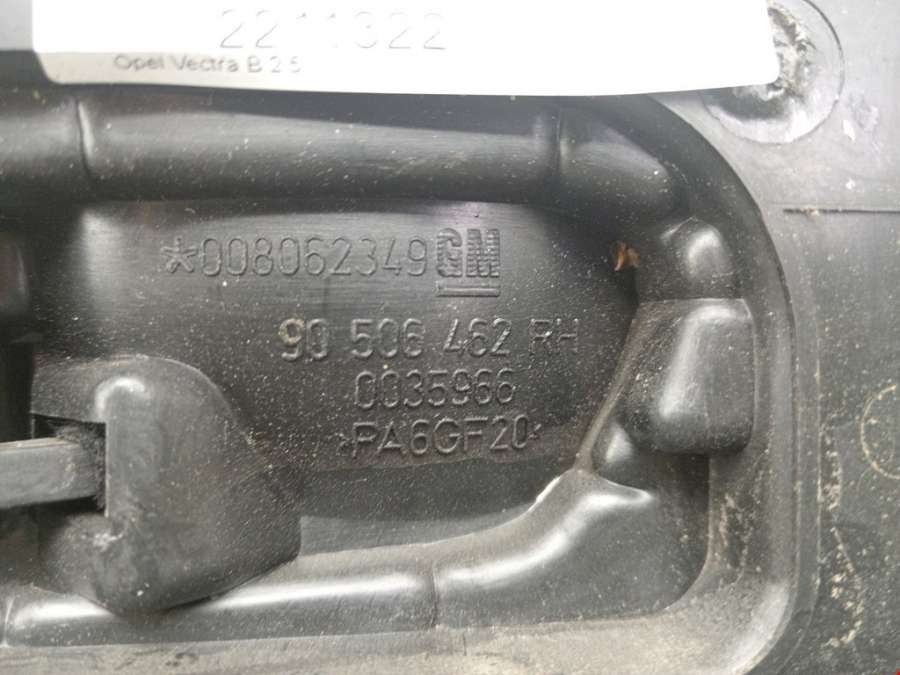 2211322
Opel Vectra B 2.5
*008062349 GM
90 506 462 RH
0035966
>PA6GF20<